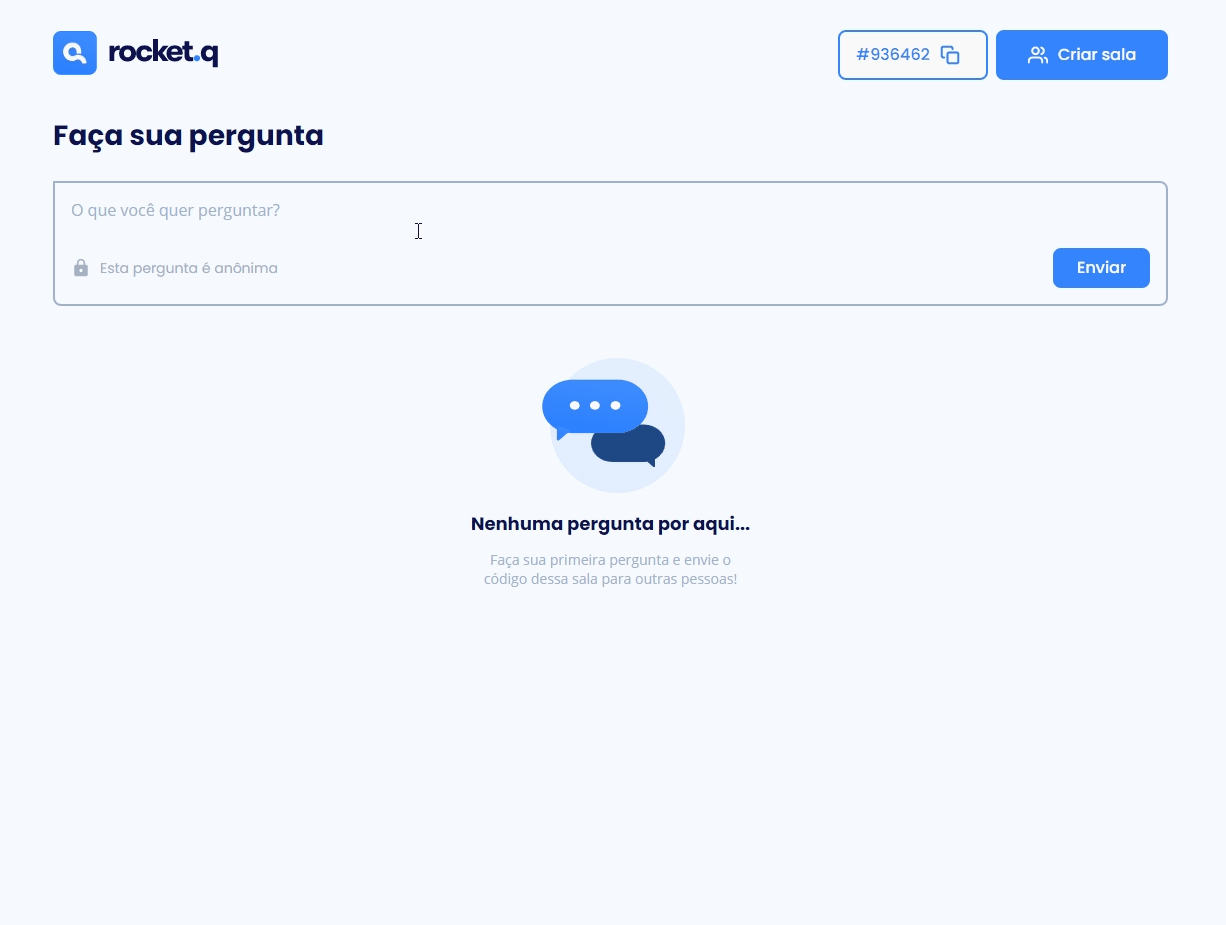 rocket.q
#936462
Criar sala
Faça sua pergunta
O que você quer perguntar?
Esta pergunta é anônima
Enviar
Nenhuma pergunta por aqui...
Faça sua primeira pergunta e envie o
código dessa sala para outras pessoas!